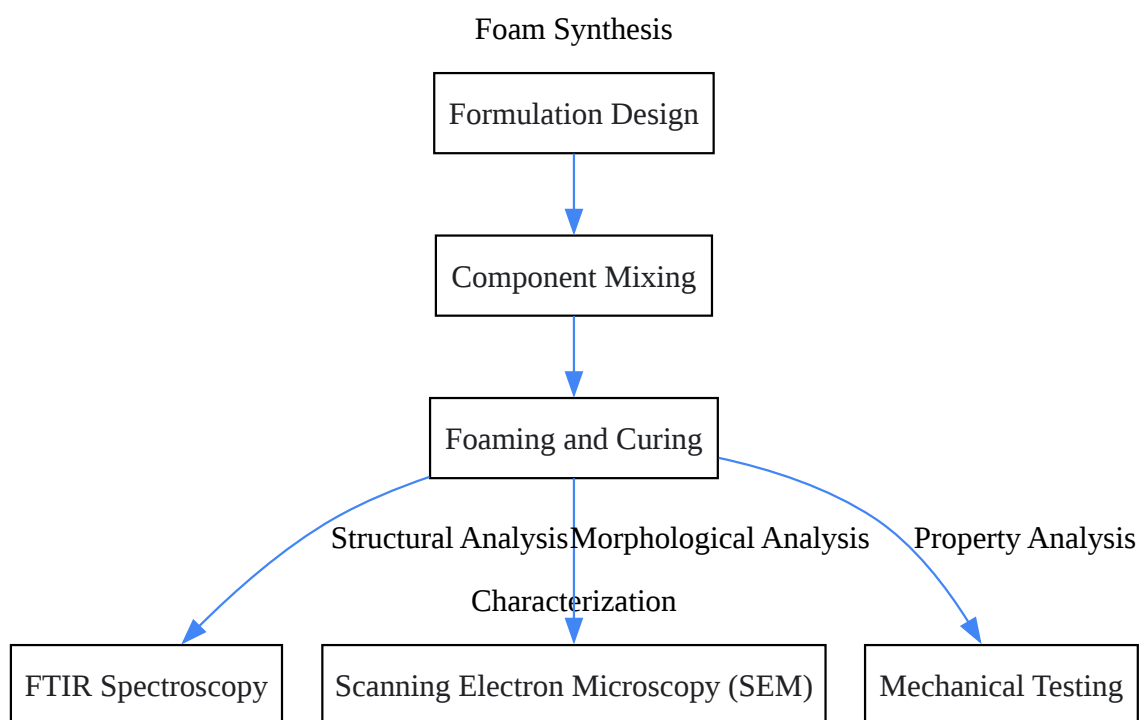 Foam Synthesis
Formulation Design
Component Mixing
Foaming and Curing
Structural Analysis
Morphological Analysis
Property Analysis
Characterization
FTIR Spectroscopy
Scanning Electron Microscopy (SEM)
Mechanical Testing